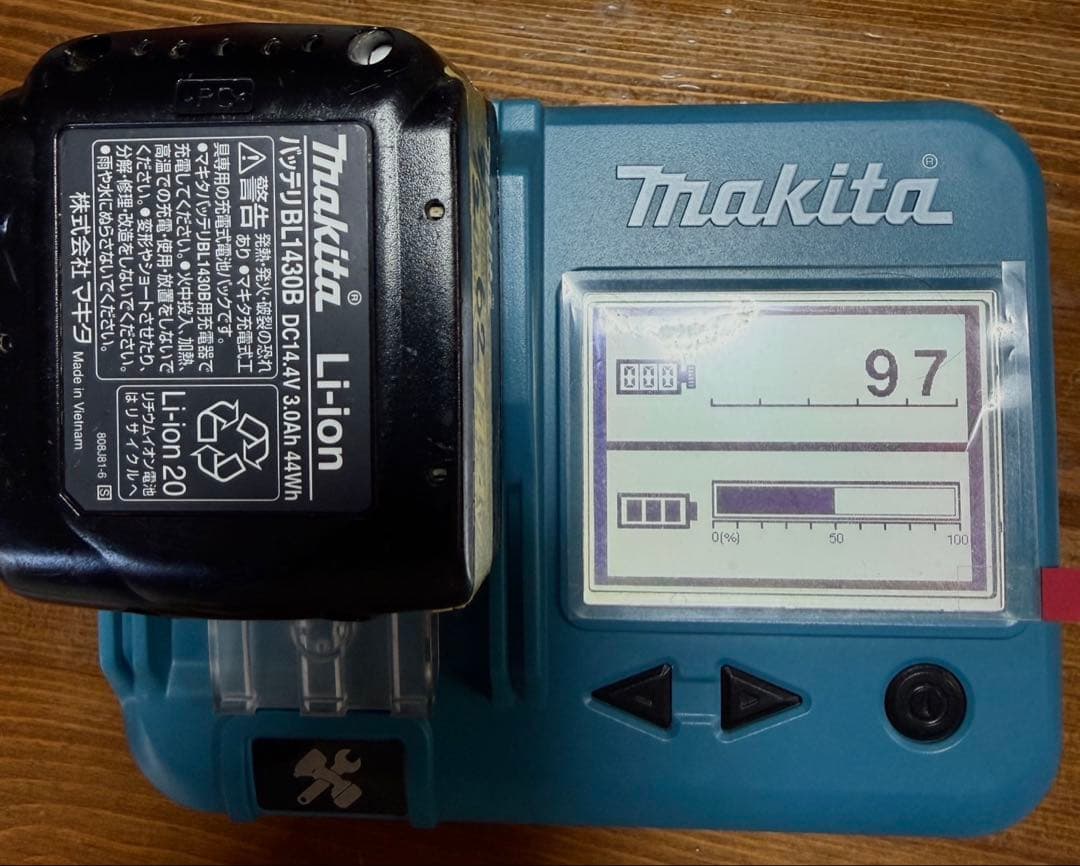 PC
makita® Li-ion
バッテリ BL1430B DC14.4V 3.0Ah 44Wh
警告 発熱・発火・破裂の恐れ
あり ●マキタ充電式工
具専用の充電式電池パックです。
●マキタバッテリBL1430B用充電器で
充電してください。●火中投入、加熱、
高温での充電・使用・放置をしないで
ください。●変形やショートさせたり、
分解・修理・改造をしないでください。
●雨や水にぬらさないでください。
株式会社 マキタ Made in Vietnam
Li-ion 20
リチウムイオン電池
はリサイクルへ
808J81-6 S
makita®
000
97
0(%) 50 100